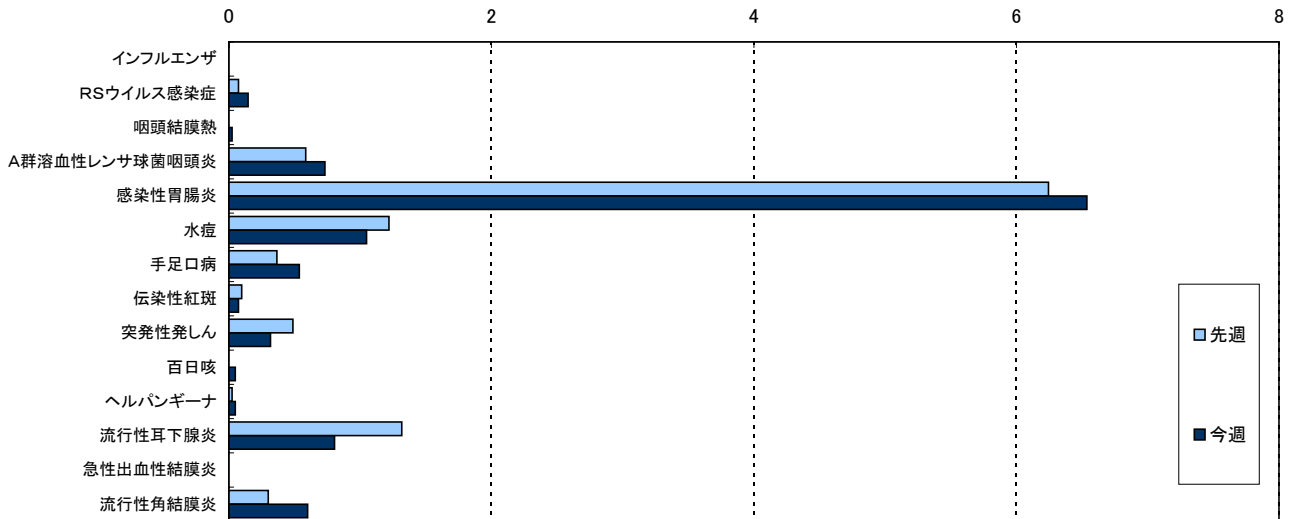 0 2 4 6 8
インフルエンザ
RSウイルス感染症
咽頭結膜熱
A群溶血性レンサ球菌咽頭炎
感染性胃腸炎
水痘
手足口病
伝染性紅斑
突発性発しん
百日咳
ヘルパンギーナ
流行性耳下腺炎
急性出血性結膜炎
流行性角結膜炎
先週
今週